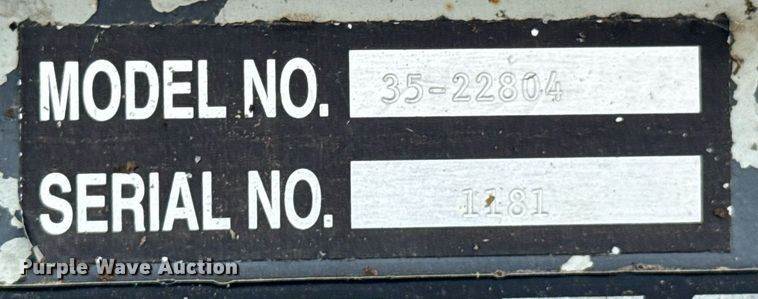 MODEL NO. 35-22804
SERIAL NO. 1181
Purple Wave Auction